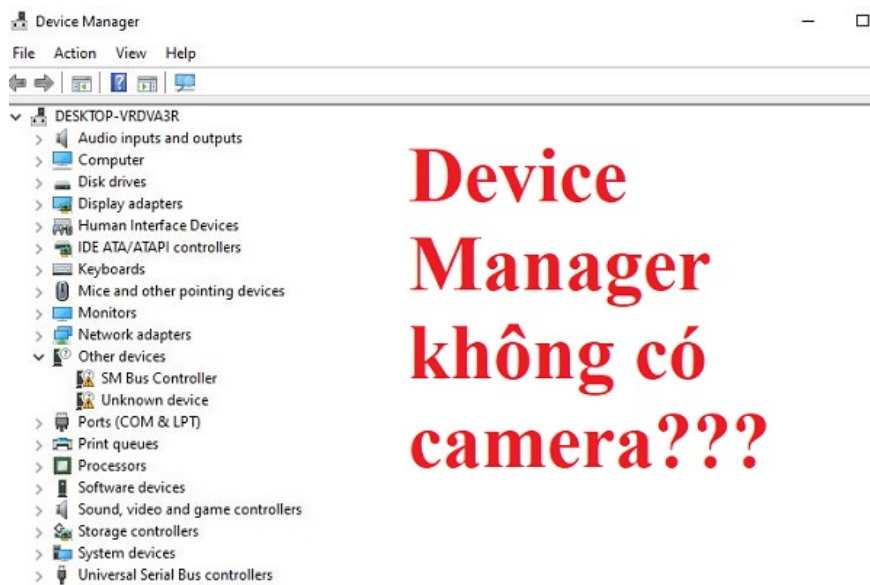 Device Manager
File Action View Help
DESKTOP-VRDVA3R
Audio inputs and outputs
Computer
Disk drives
Display adapters
Human Interface Devices
IDE ATA/ATAPI controllers
Keyboards
Mice and other pointing devices
Monitors
Network adapters
Other devices
SM Bus Controller
Unknown device
Ports (COM & LPT)
Print queues
Processors
Software devices
Sound, video and game controllers
Storage controllers
System devices
Universal Serial Bus controllers
Device
Manager
không có
camera???